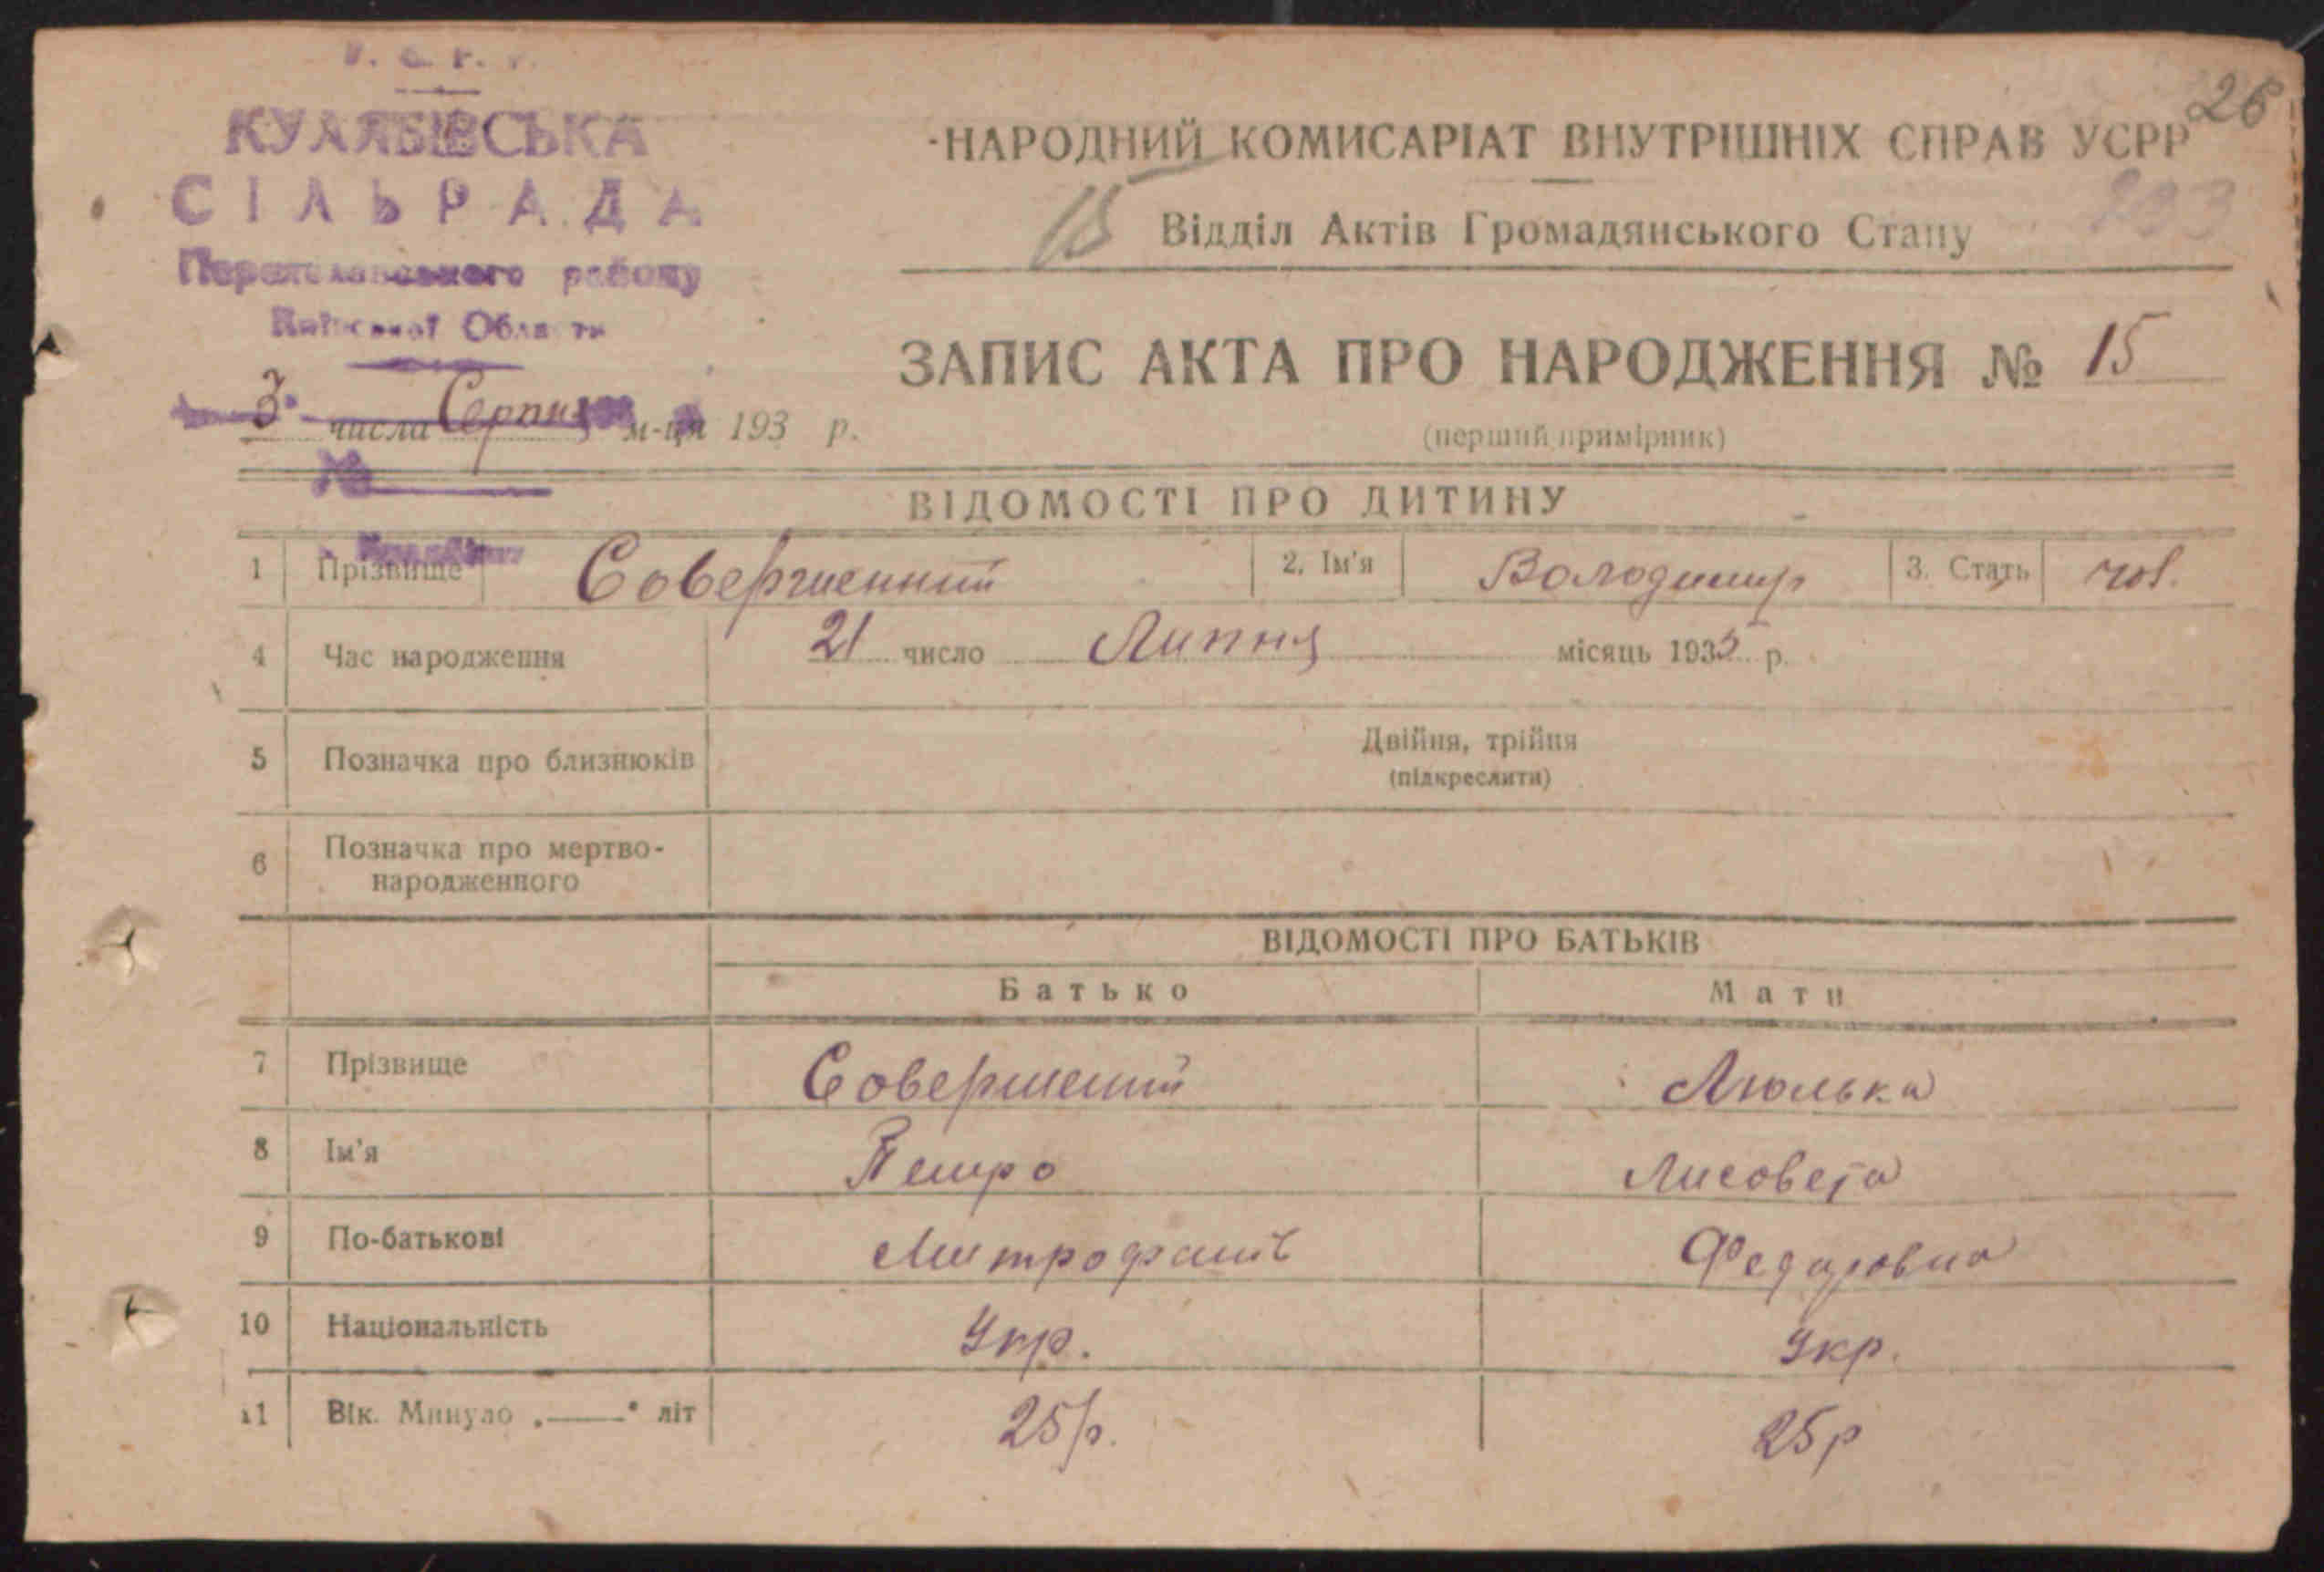 КУЛЯБІВСЬКА
СІЛЬРАДА
району
Київської Області
3 числа Серпня м-ця 193 р.
№
26
НАРОДНИЙ КОМИСАРІАТ ВНУТРІШНІХ СПРАВ УСРР
15 Відділ Актів Громадянського Стану
ЗАПИС АКТА ПРО НАРОДЖЕННЯ № 15
(перший примірник)
ВІДОМОСТІ ПРО ДИТИНУ
1 Прізвище Совершенний 2. Ім'я Володимир 3. Стать чол.
4 Час народження 21 число Липня місяць 1935 р.
5 Позначка про близнюків Двійня, трійня
(підкреслити)
6 Позначка про мертво-
народженного
ВІДОМОСТІ ПРО БАТЬКІВ
Батько Мати
7 Прізвище Совершений Люлька
8 Ім'я Петро Лисовета
9 По-батькові Митрофанів Федоровна
10 Національність Укр. Укр.
11 Вік. Минуло „——" літ 25 р. 25 р